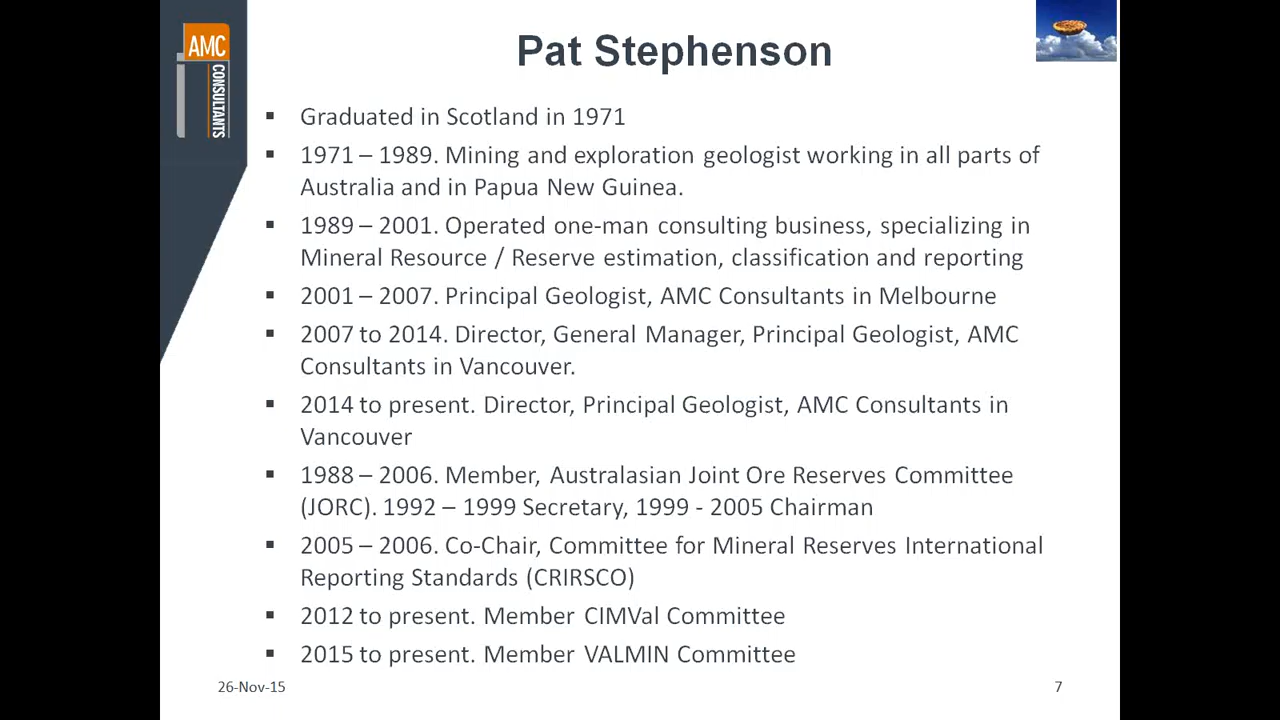 AMC
CONSULTANTS
Pat Stephenson
▪ Graduated in Scotland in 1971
▪ 1971 – 1989. Mining and exploration geologist working in all parts of
Australia and in Papua New Guinea.
▪ 1989 – 2001. Operated one-man consulting business, specializing in
Mineral Resource / Reserve estimation, classification and reporting
▪ 2001 – 2007. Principal Geologist, AMC Consultants in Melbourne
▪ 2007 to 2014. Director, General Manager, Principal Geologist, AMC
Consultants in Vancouver.
▪ 2014 to present. Director, Principal Geologist, AMC Consultants in
Vancouver
▪ 1988 – 2006. Member, Australasian Joint Ore Reserves Committee
(JORC). 1992 – 1999 Secretary, 1999 - 2005 Chairman
▪ 2005 – 2006. Co-Chair, Committee for Mineral Reserves International
Reporting Standards (CRIRSCO)
▪ 2012 to present. Member CIMVal Committee
▪ 2015 to present. Member VALMIN Committee
26-Nov-15
7